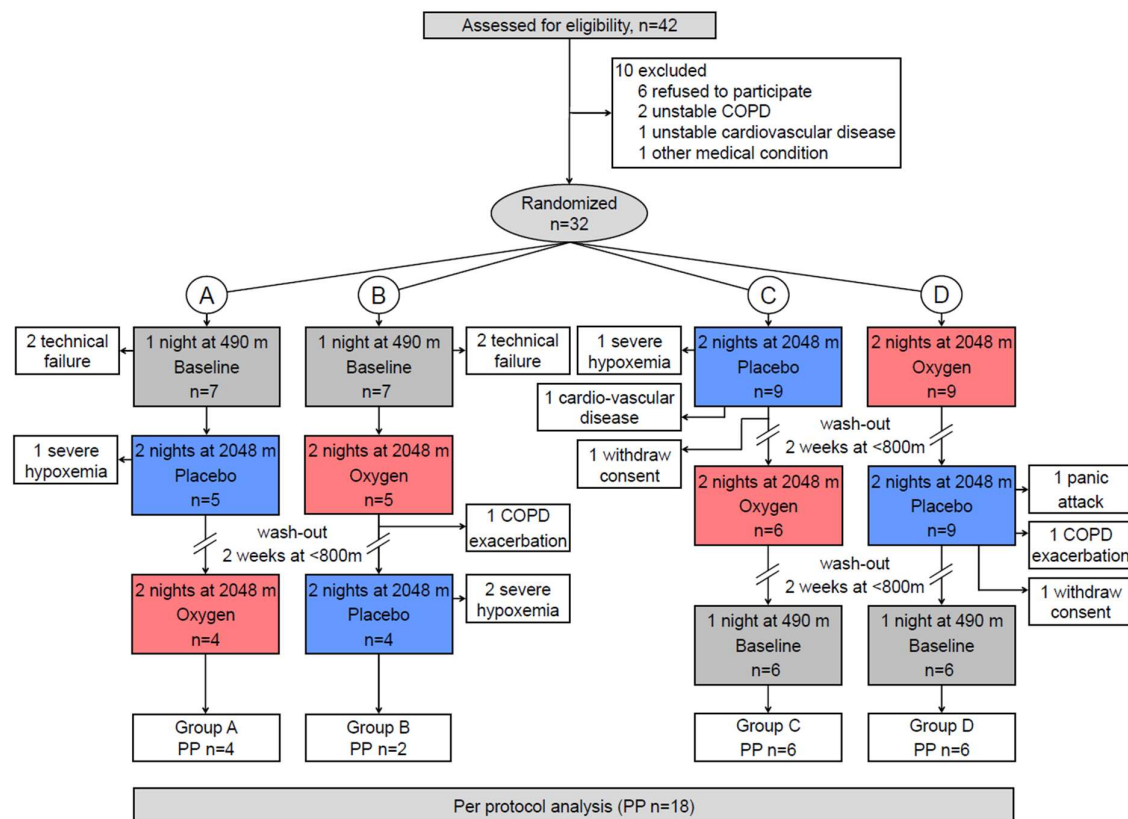 Assessed for eligibility, n=42
10 excluded
6 refused to participate
2 unstable COPD
1 unstable cardiovascular disease
1 other medical condition
Randomized
n=32
A
B
C
D
2 technical
failure
1 night at 490 m
Baseline
n=7
1 night at 490 m
Baseline
n=7
2 technical
failure
1 severe
hypoxemia
2 nights at 2048 m
Placebo
n=9
2 nights at 2048 m
Oxygen
n=9
1 cardio-vascular
disease
1 withdraw
consent
wash-out
2 weeks at <800m
1 severe
hypoxemia
2 nights at 2048 m
Placebo
n=5
2 nights at 2048 m
Oxygen
n=5
2 nights at 2048 m
Oxygen
n=6
2 nights at 2048 m
Placebo
n=9
1 panic
attack
1 COPD
exacerbation
1 withdraw
consent
wash-out
2 weeks at <800m
1 COPD
exacerbation
wash-out
2 weeks at <800m
2 nights at 2048 m
Oxygen
n=4
2 nights at 2048 m
Placebo
n=4
2 severe
hypoxemia
1 night at 490 m
Baseline
n=6
1 night at 490 m
Baseline
n=6
Group A
PP n=4
Group B
PP n=2
Group C
PP n=6
Group D
PP n=6
Per protocol analysis (PP n=18)